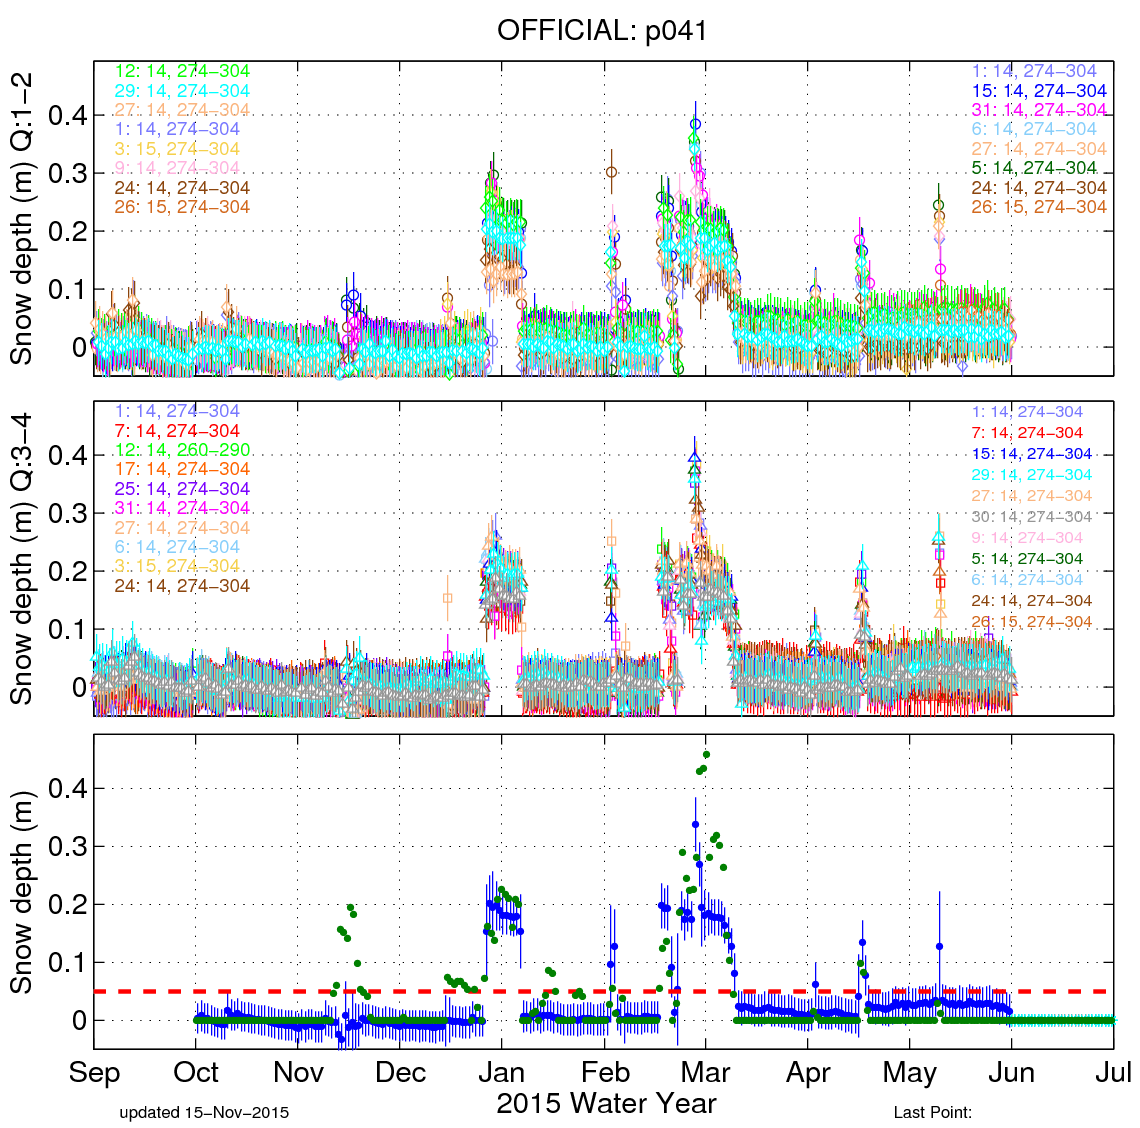 OFFICIAL: p041
Snow depth (m) Q:1−2
0.4
0.3
0.2
0.1
0
12: 14, 274−304
29: 14, 274−304
27: 14, 274−304
1: 14, 274−304
3: 15, 274−304
9: 14, 274−304
24: 14, 274−304
26: 15, 274−304
1: 14, 274−304
15: 14, 274−304
31: 14, 274−304
6: 14, 274−304
27: 14, 274−304
5: 14, 274−304
24: 14, 274−304
26: 15, 274−304
Snow depth (m) Q:3−4
0.4
0.3
0.2
0.1
0
1: 14, 274−304
7: 14, 274−304
12: 14, 260−290
17: 14, 274−304
25: 14, 274−304
31: 14, 274−304
27: 14, 274−304
6: 14, 274−304
3: 15, 274−304
24: 14, 274−304
1: 14, 274−304
7: 14, 274−304
15: 14, 274−304
29: 14, 274−304
27: 14, 274−304
30: 14, 274−304
9: 14, 274−304
5: 14, 274−304
6: 14, 274−304
24: 14, 274−304
26: 15, 274−304
Snow depth (m)
0.4
0.3
0.2
0.1
0
Sep Oct Nov Dec Jan Feb Mar Apr May Jun Jul
2015 Water Year
updated 15−Nov−2015
Last Point: